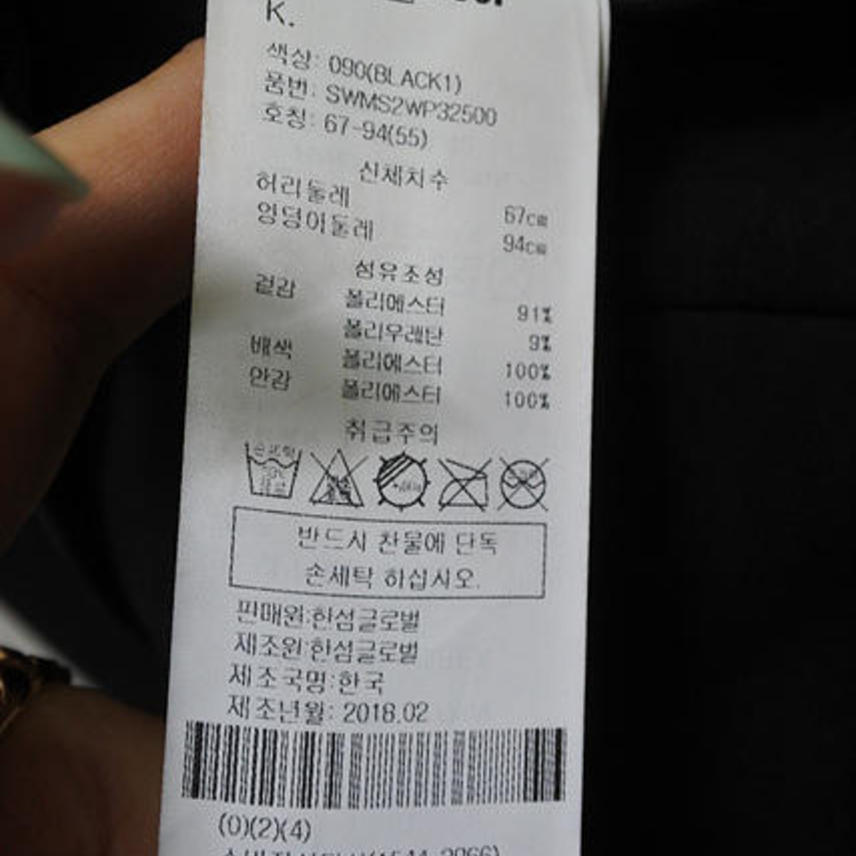 K.
색상: 090(BLACK1)
품번: SWMS2WP32500
호칭: 67-94(55)
신체치수
허리둘레 67cm
엉덩이둘레 94cm
섬유조성
겉감 폴리에스터 91%
폴리우레탄 9%
배색 폴리에스터 100%
안감 폴리에스터 100%
취급주의
손세탁
반드시 찬물에 단독
손세탁 하십시오.
판매원:한섬글로벌
제조원:한섬글로벌
제조국명:한국
제조년월: 2018.02
(0)(2)(4)